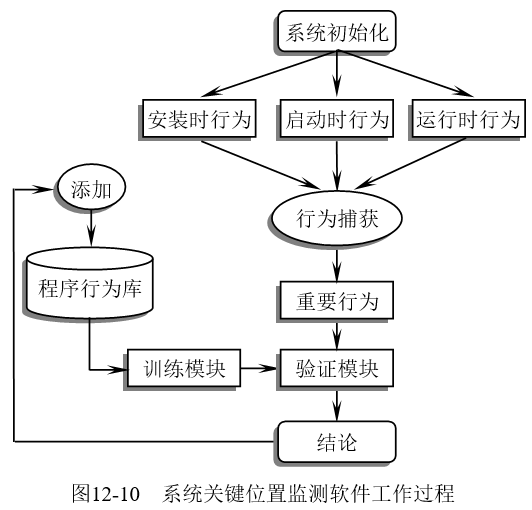 系统初始化
安装时行为 启动时行为 运行时行为
添加
行为捕获
程序行为库
重要行为
训练模块
验证模块
结论
图12-10 系统关键位置监测软件工作过程